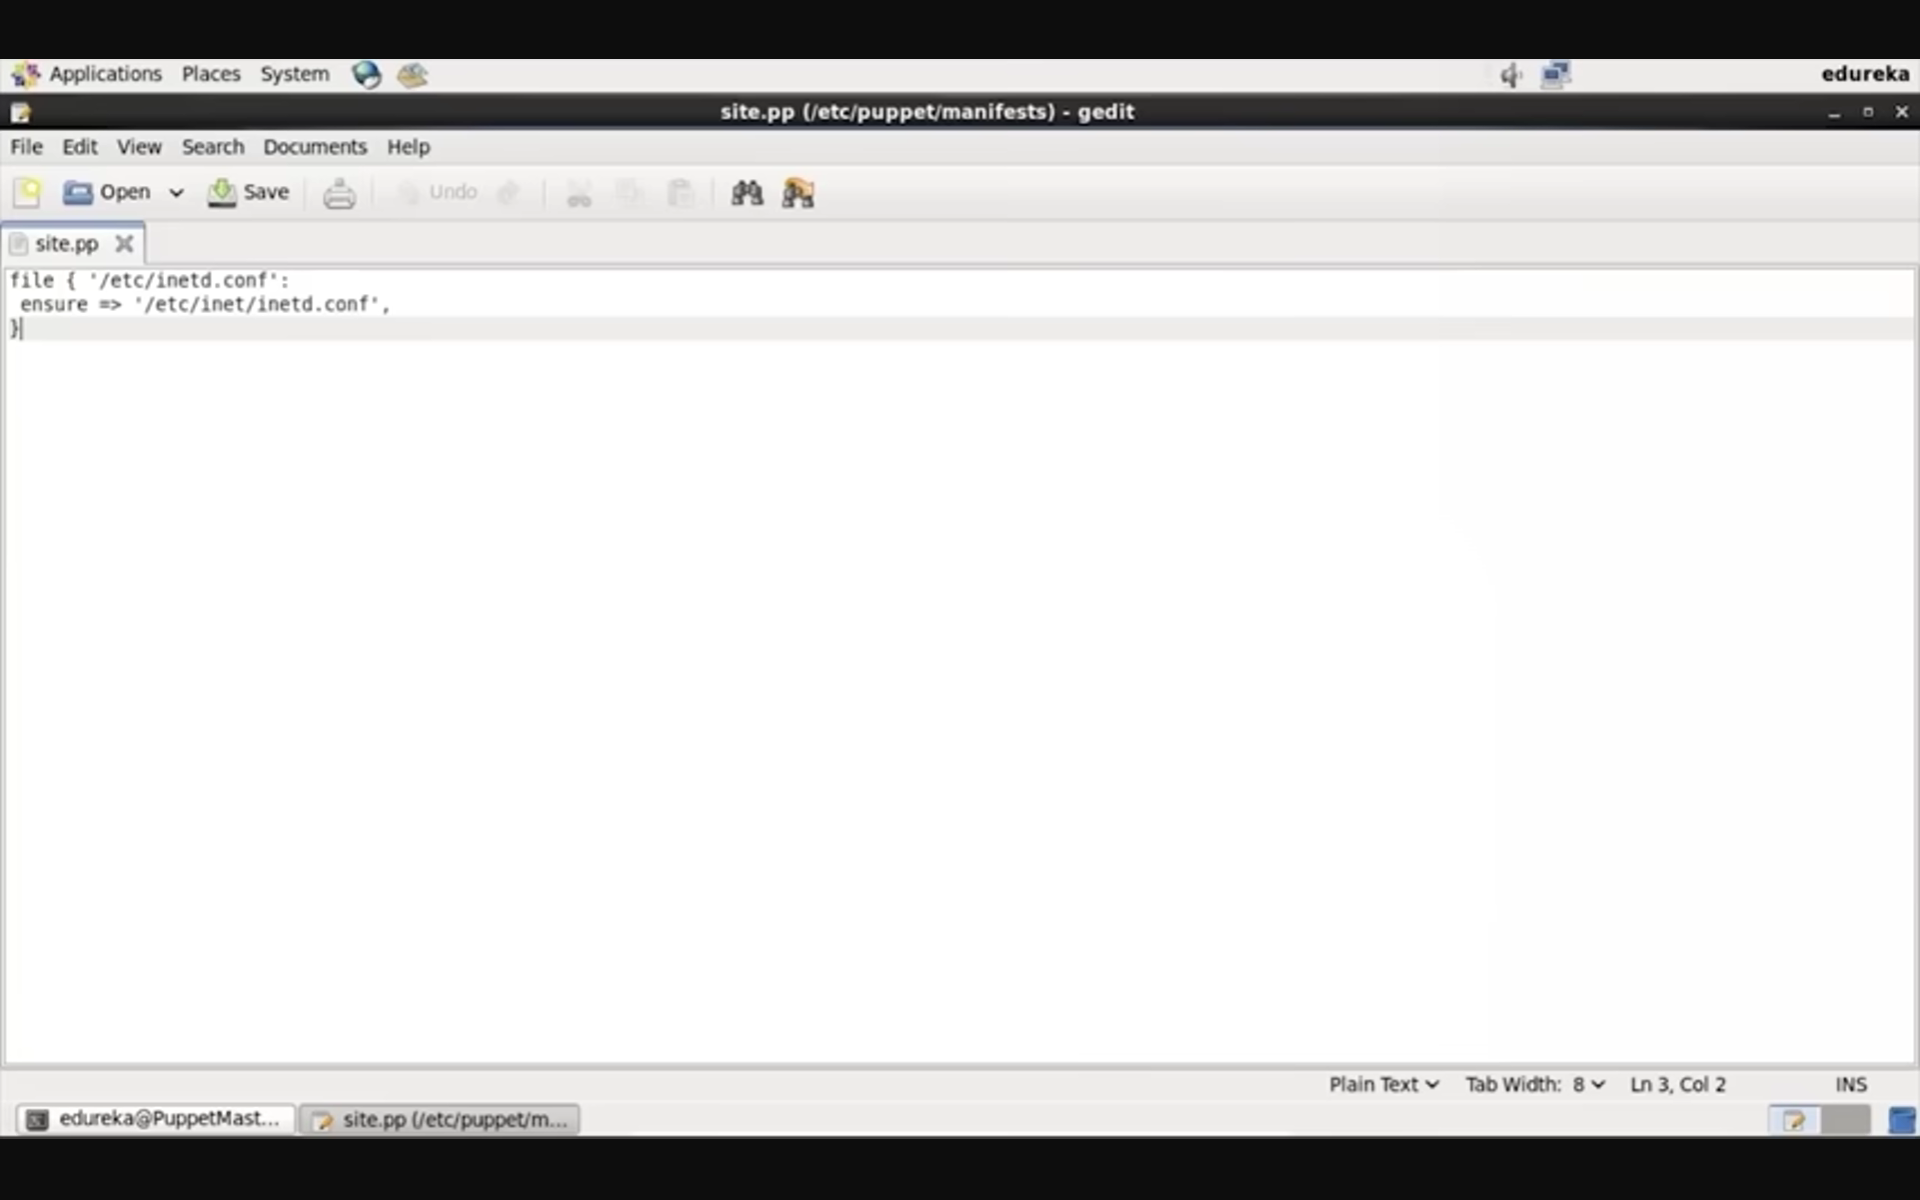 Applications Places System edureka
site.pp (/etc/puppet/manifests) - gedit
File Edit View Search Documents Help
Open Save Undo
site.pp
file { '/etc/inetd.conf':
 ensure => '/etc/inet/inetd.conf',
}
Plain Text Tab Width: 8 Ln 3, Col 2 INS
edureka@PuppetMast... site.pp (/etc/puppet/m...